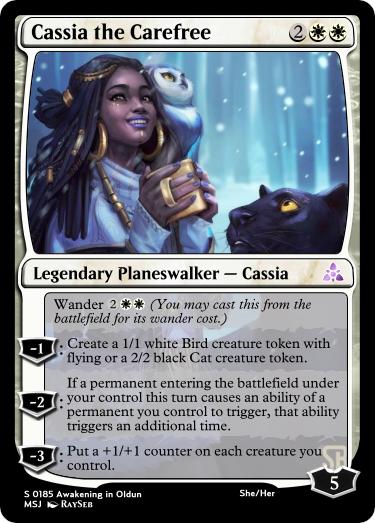 Cassia the Carefree 2
Legendary Planeswalker — Cassia
Wander 2 (You may cast this from the
battlefield for its wander cost.)
-1: Create a 1/1 white Bird creature token with
flying or a 2/2 black Cat creature token.
If a permanent entering the battlefield under
-2: your control this turn causes an ability of a
permanent you control to trigger, that ability
triggers an additional time.
-3: Put a +1/+1 counter on each creature you
control.
5
S 0185 Awakening in Oldun She/Her
MSJ RaySeb